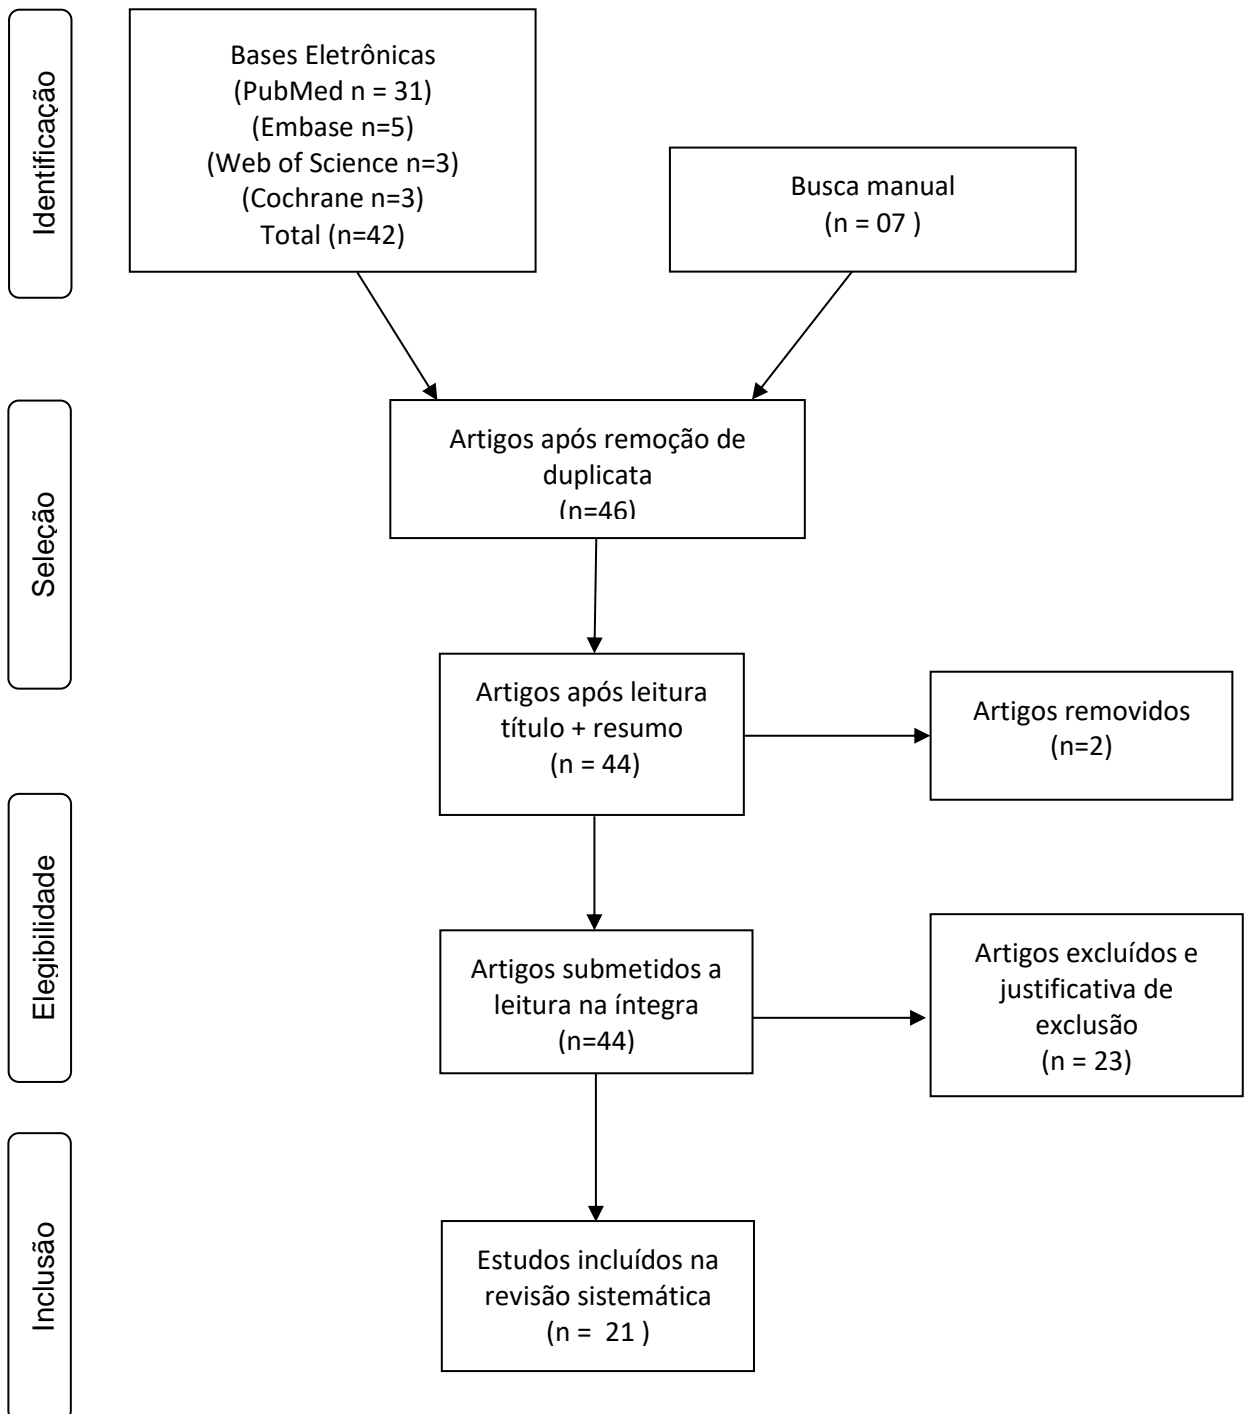 Identificação
Bases Eletrônicas
(PubMed n = 31)
(Embase n=5)
(Web of Science n=3)
(Cochrane n=3)
Total (n=42)
Busca manual
(n = 07 )
Seleção
Artigos após remoção de
duplicata
(n=46)
Artigos após leitura
título + resumo
(n = 44)
Artigos removidos
(n=2)
Elegibilidade
Artigos submetidos a
leitura na íntegra
(n=44)
Artigos excluídos e
justificativa de
exclusão
(n = 23)
Inclusão
Estudos incluídos na
revisão sistemática
(n =  21 )